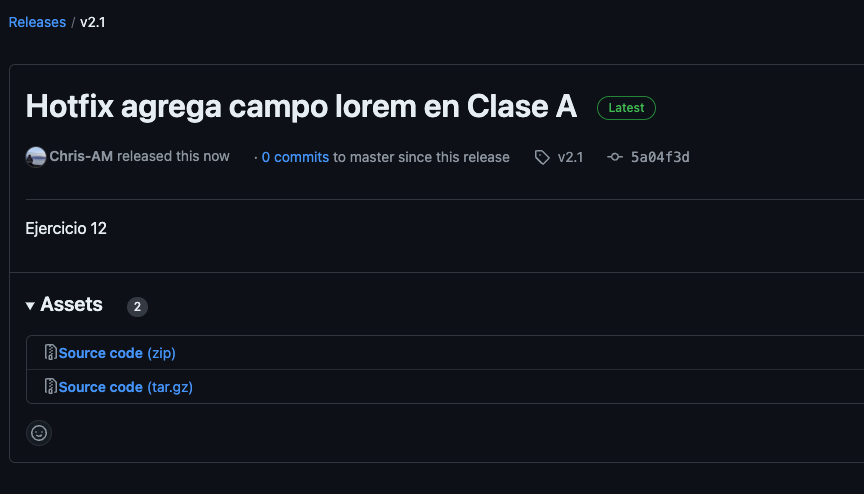 Releases / v2.1
Hotfix agrega campo lorem en Clase A Latest
Chris-AM released this now · 0 commits to master since this release v2.1 5a04f3d
Ejercicio 12
Assets 2
Source code (zip)
Source code (tar.gz)